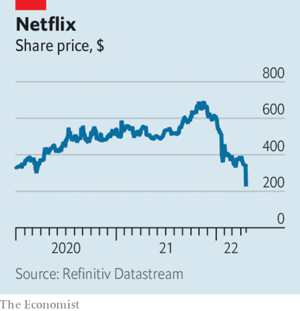 Netflix
Share price, $
800
600
400
200
0
2020 21 22
Source: Refinitiv Datastream
The Economist